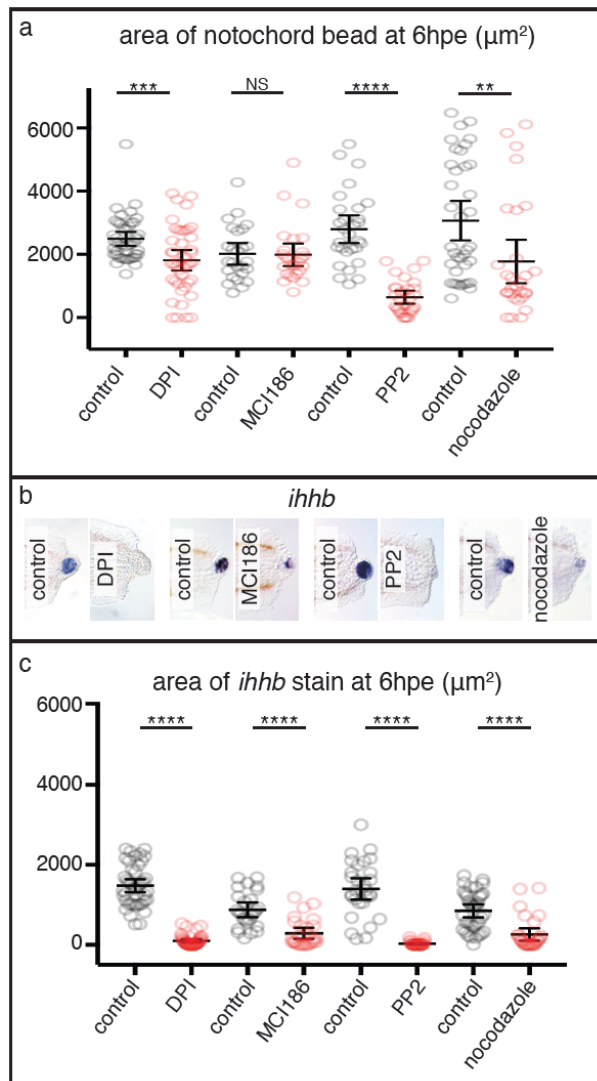 a
area of notochord bead at 6hpe (μm²)
*** NS **** **
6000
4000
2000
0
control DPI control MCI186 control PP2 control nocodazole
b
ihhb
control DPI control MCI186 control PP2 control nocodazole
c
area of ihhb stain at 6hpe (μm²)
**** **** **** ****
6000
4000
2000
0
control DPI control MCI186 control PP2 control nocodazole